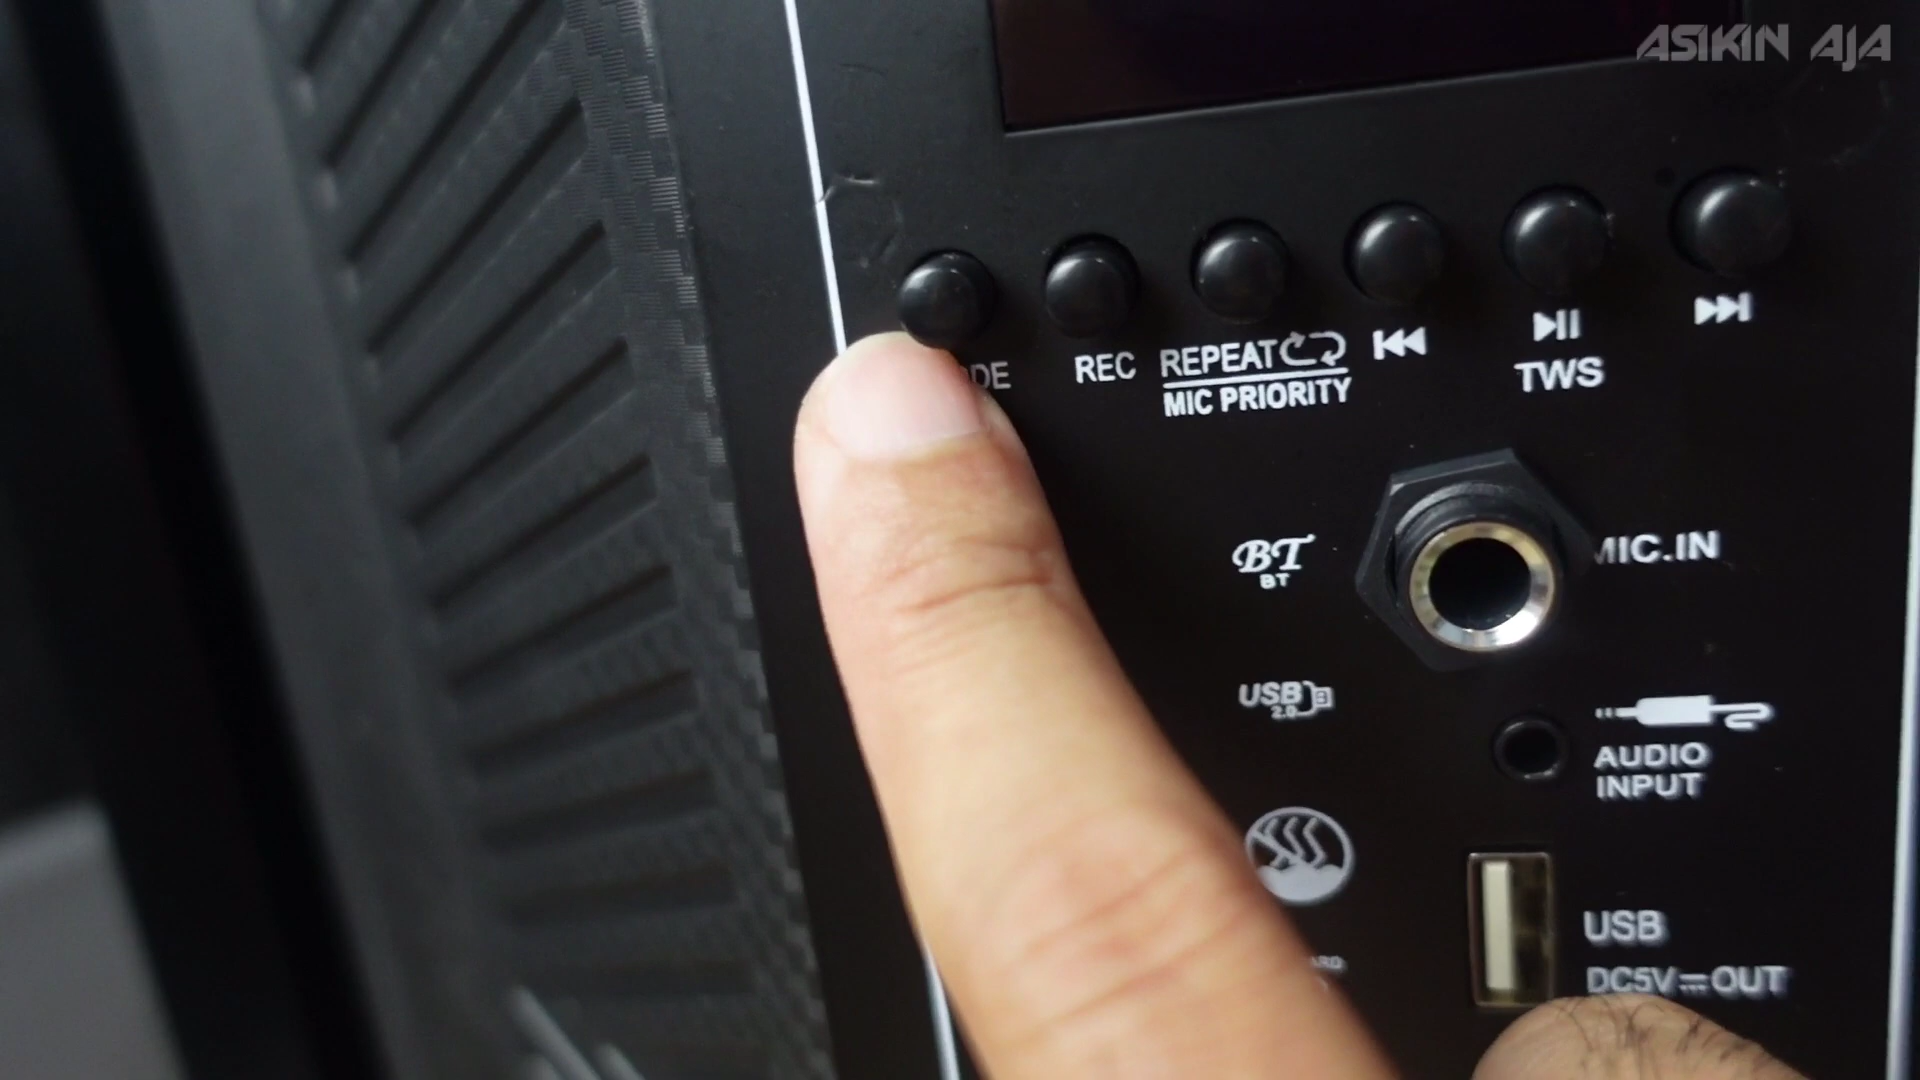 ASIKIN AJA
DE
REC
REPEAT
MIC PRIORITY
TWS
BT
BT
MIC.IN
USB
2.0
AUDIO
INPUT
USB
DC5V OUT